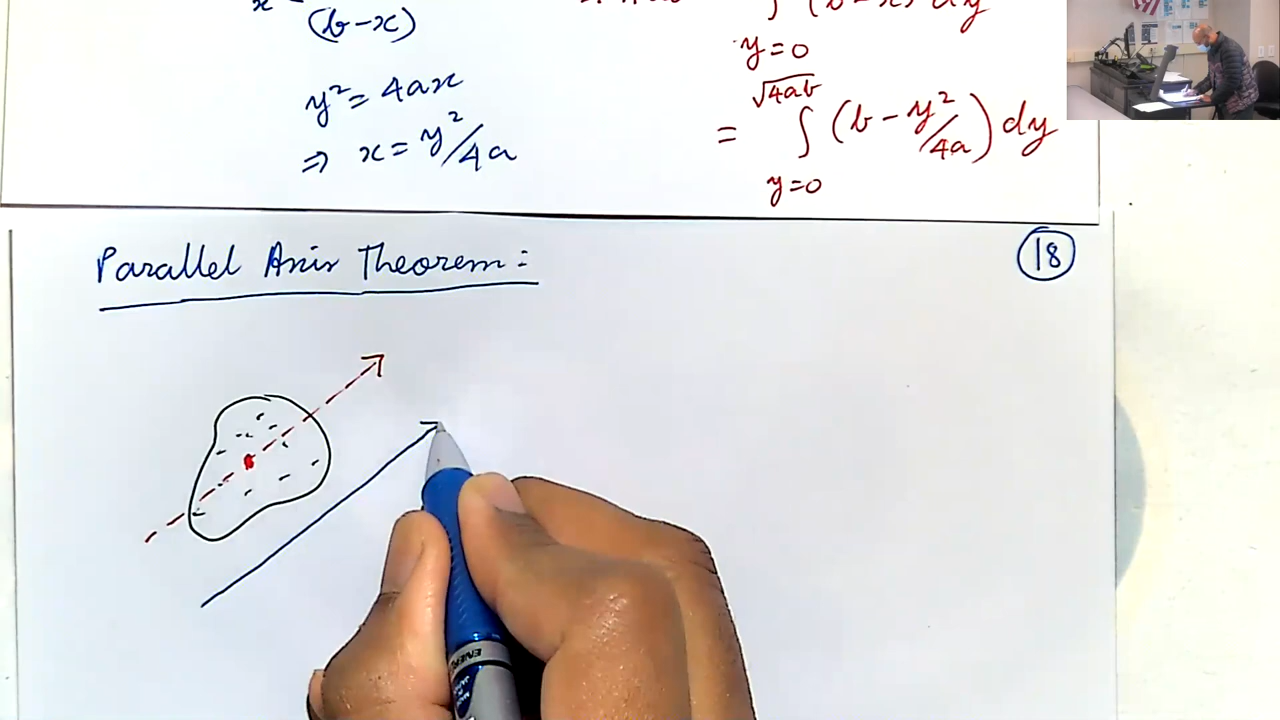 (b-x)
y² = 4ax
⇒ x = y²/4a
y=0
√4ab
= ∫ (b - y²/4a) dy
y=0
Parallel Axis Theorem:
18